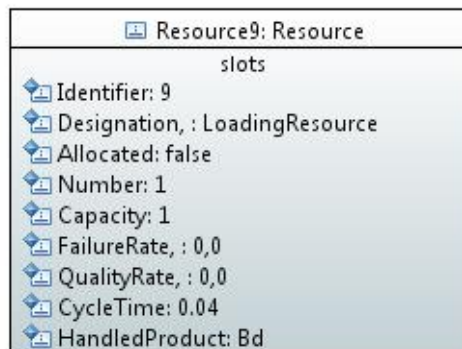 Resource9: Resource
slots
Identifier: 9
Designation, : LoadingResource
Allocated: false
Number: 1
Capacity: 1
FailureRate, : 0,0
QualityRate, : 0,0
CycleTime: 0.04
HandledProduct: Bd